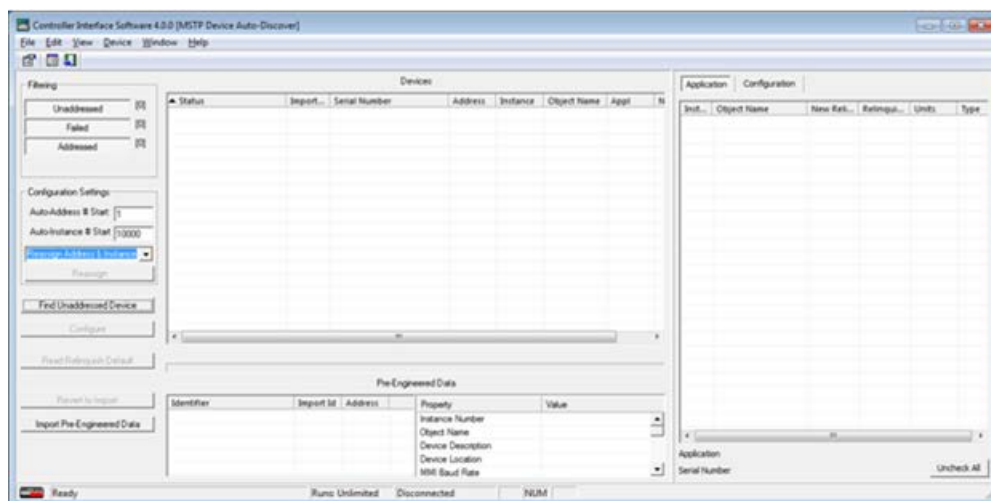 Controller Interface Software 4.0.0 [MSTP Device Auto-Discover]
File Edit View Device Window Help
Filtering
Unaddressed [0]
Failed [0]
Addressed [0]
Configuration Settings
Auto-Address # Start 1
Auto-Instance # Start 10000
Reassign Address & Instance
Reassign
Find Unaddressed Device
Configure
Read Relinquish Default
Revert to Import
Import Pre-Engineered Data
Devices
Status Import... Serial Number Address Instance Object Name Appl N
Pre-Engineered Data
Identifier Import Id Address
Property Value
Instance Number
Object Name
Device Description
Device Location
MMI Baud Rate
Application Configuration
Inst... Object Name New Reli... Relinqui... Units Type
Application
Serial Number
Uncheck All
Ready Runs: Unlimited Disconnected NUM